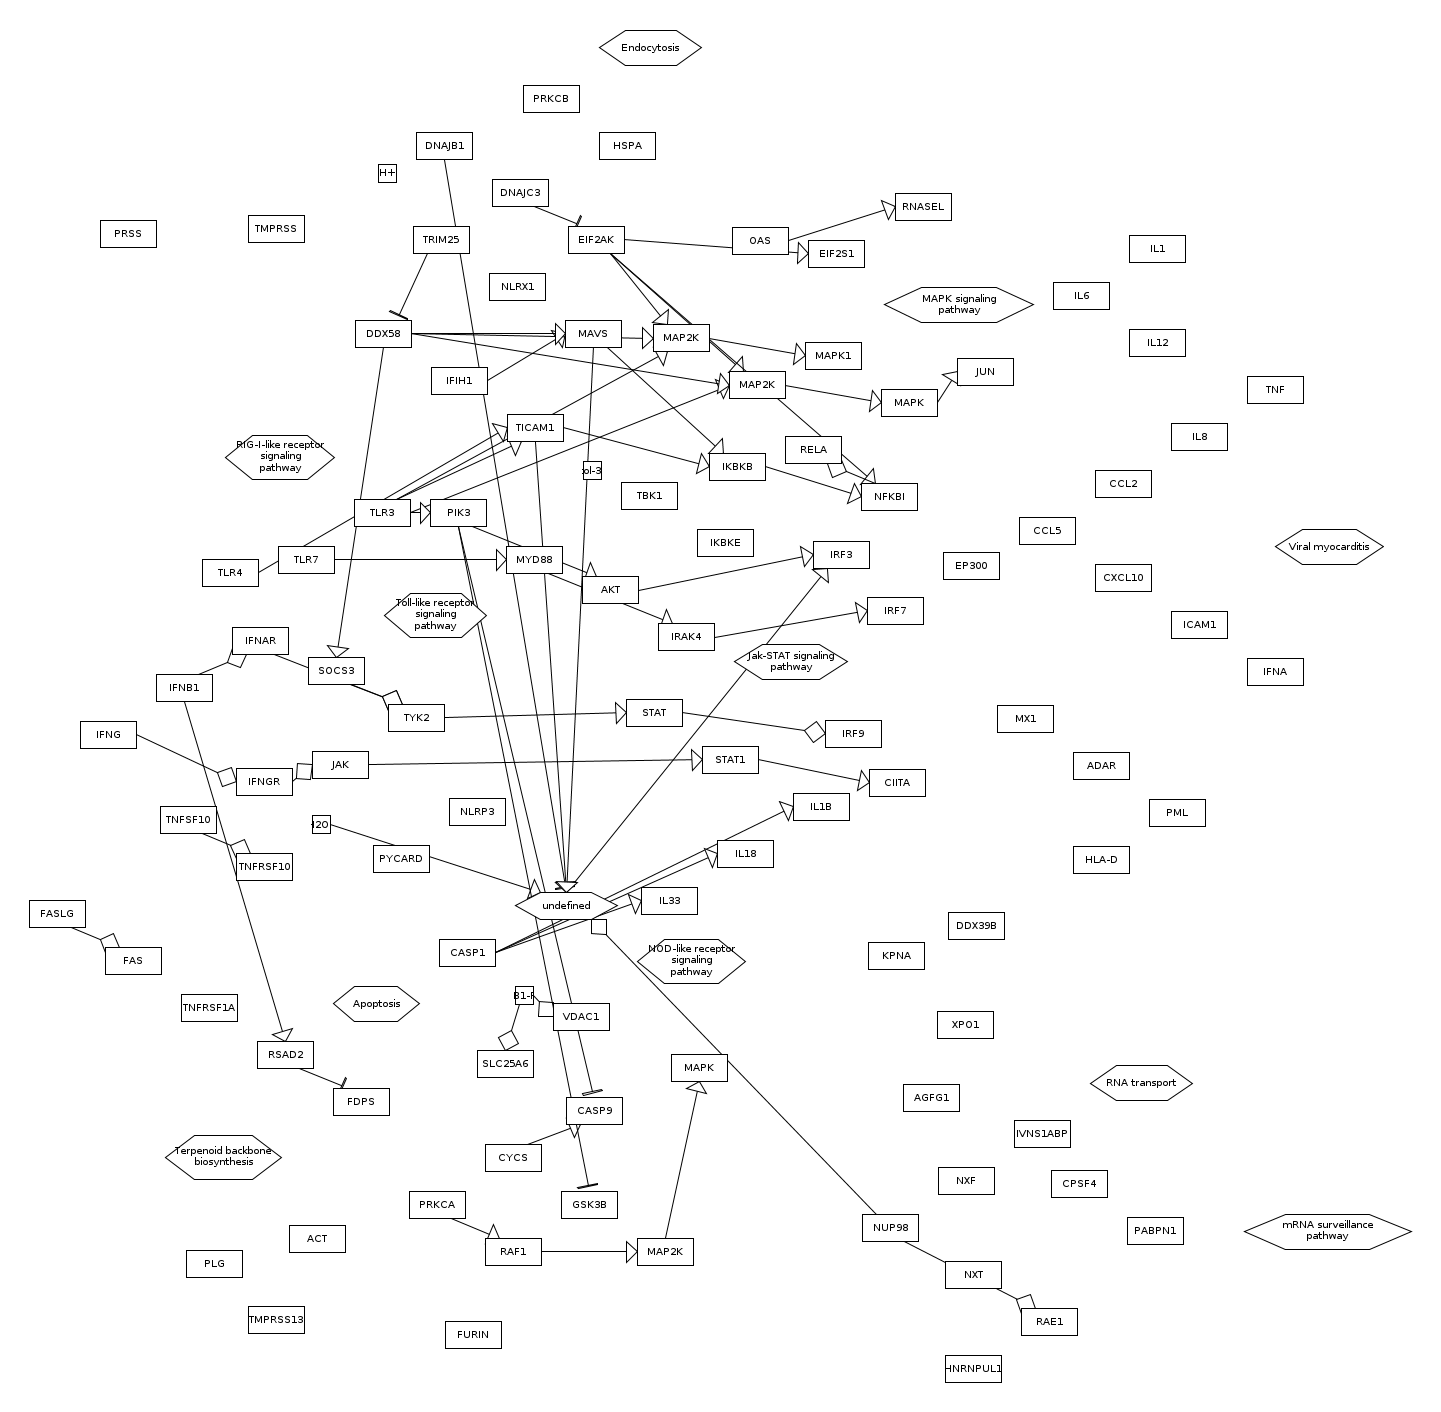 Endocytosis
PRKCB
DNAJB1
HSPA
H+
DNAJC3
RNASEL
TMPRSS
PRSS
TRIM25
EIF2AK
OAS
IL1
EIF2S1
NLRX1
IL6
MAPK signaling
pathway
DDX58
MAVS
MAP2K
IL12
MAPK1
JUN
IFIH1
MAP2K
TNF
MAPK
TICAM1
IL8
RIG-I-like receptor
signaling
pathway
RELA
IKBKB
ol-3
CCL2
TBK1
NFKBI
TLR3
PIK3
CCL5
IKBKE
Viral myocarditis
TLR7
MYD88
IRF3
TLR4
EP300
CXCL10
AKT
Toll-like receptor
signaling
pathway
IRF7
ICAM1
IFNAR
IRAK4
Jak-STAT signaling
pathway
SOCS3
IFNA
IFNB1
TYK2
STAT
MX1
IFNG
IRF9
JAK
STAT1
ADAR
IFNGR
CIITA
NLRP3
IL1B
PML
TNFSF10
H2O
PYCARD
IL18
HLA-D
TNFRSF10
undefined
IL33
FASLG
DDX39B
FAS
CASP1
NOD-like receptor
signaling
pathway
KPNA
B1-F
Apoptosis
TNFRSF1A
VDAC1
XPO1
RSAD2
SLC25A6
MAPK
RNA transport
FDPS
CASP9
AGFG1
IVNS1ABP
Terpenoid backbone
biosynthesis
CYCS
NXF
CPSF4
PRKCA
GSK3B
NUP98
PABPN1
mRNA surveillance
pathway
ACT
RAF1
MAP2K
PLG
NXT
TMPRSS13
FURIN
RAE1
HNRNPUL1